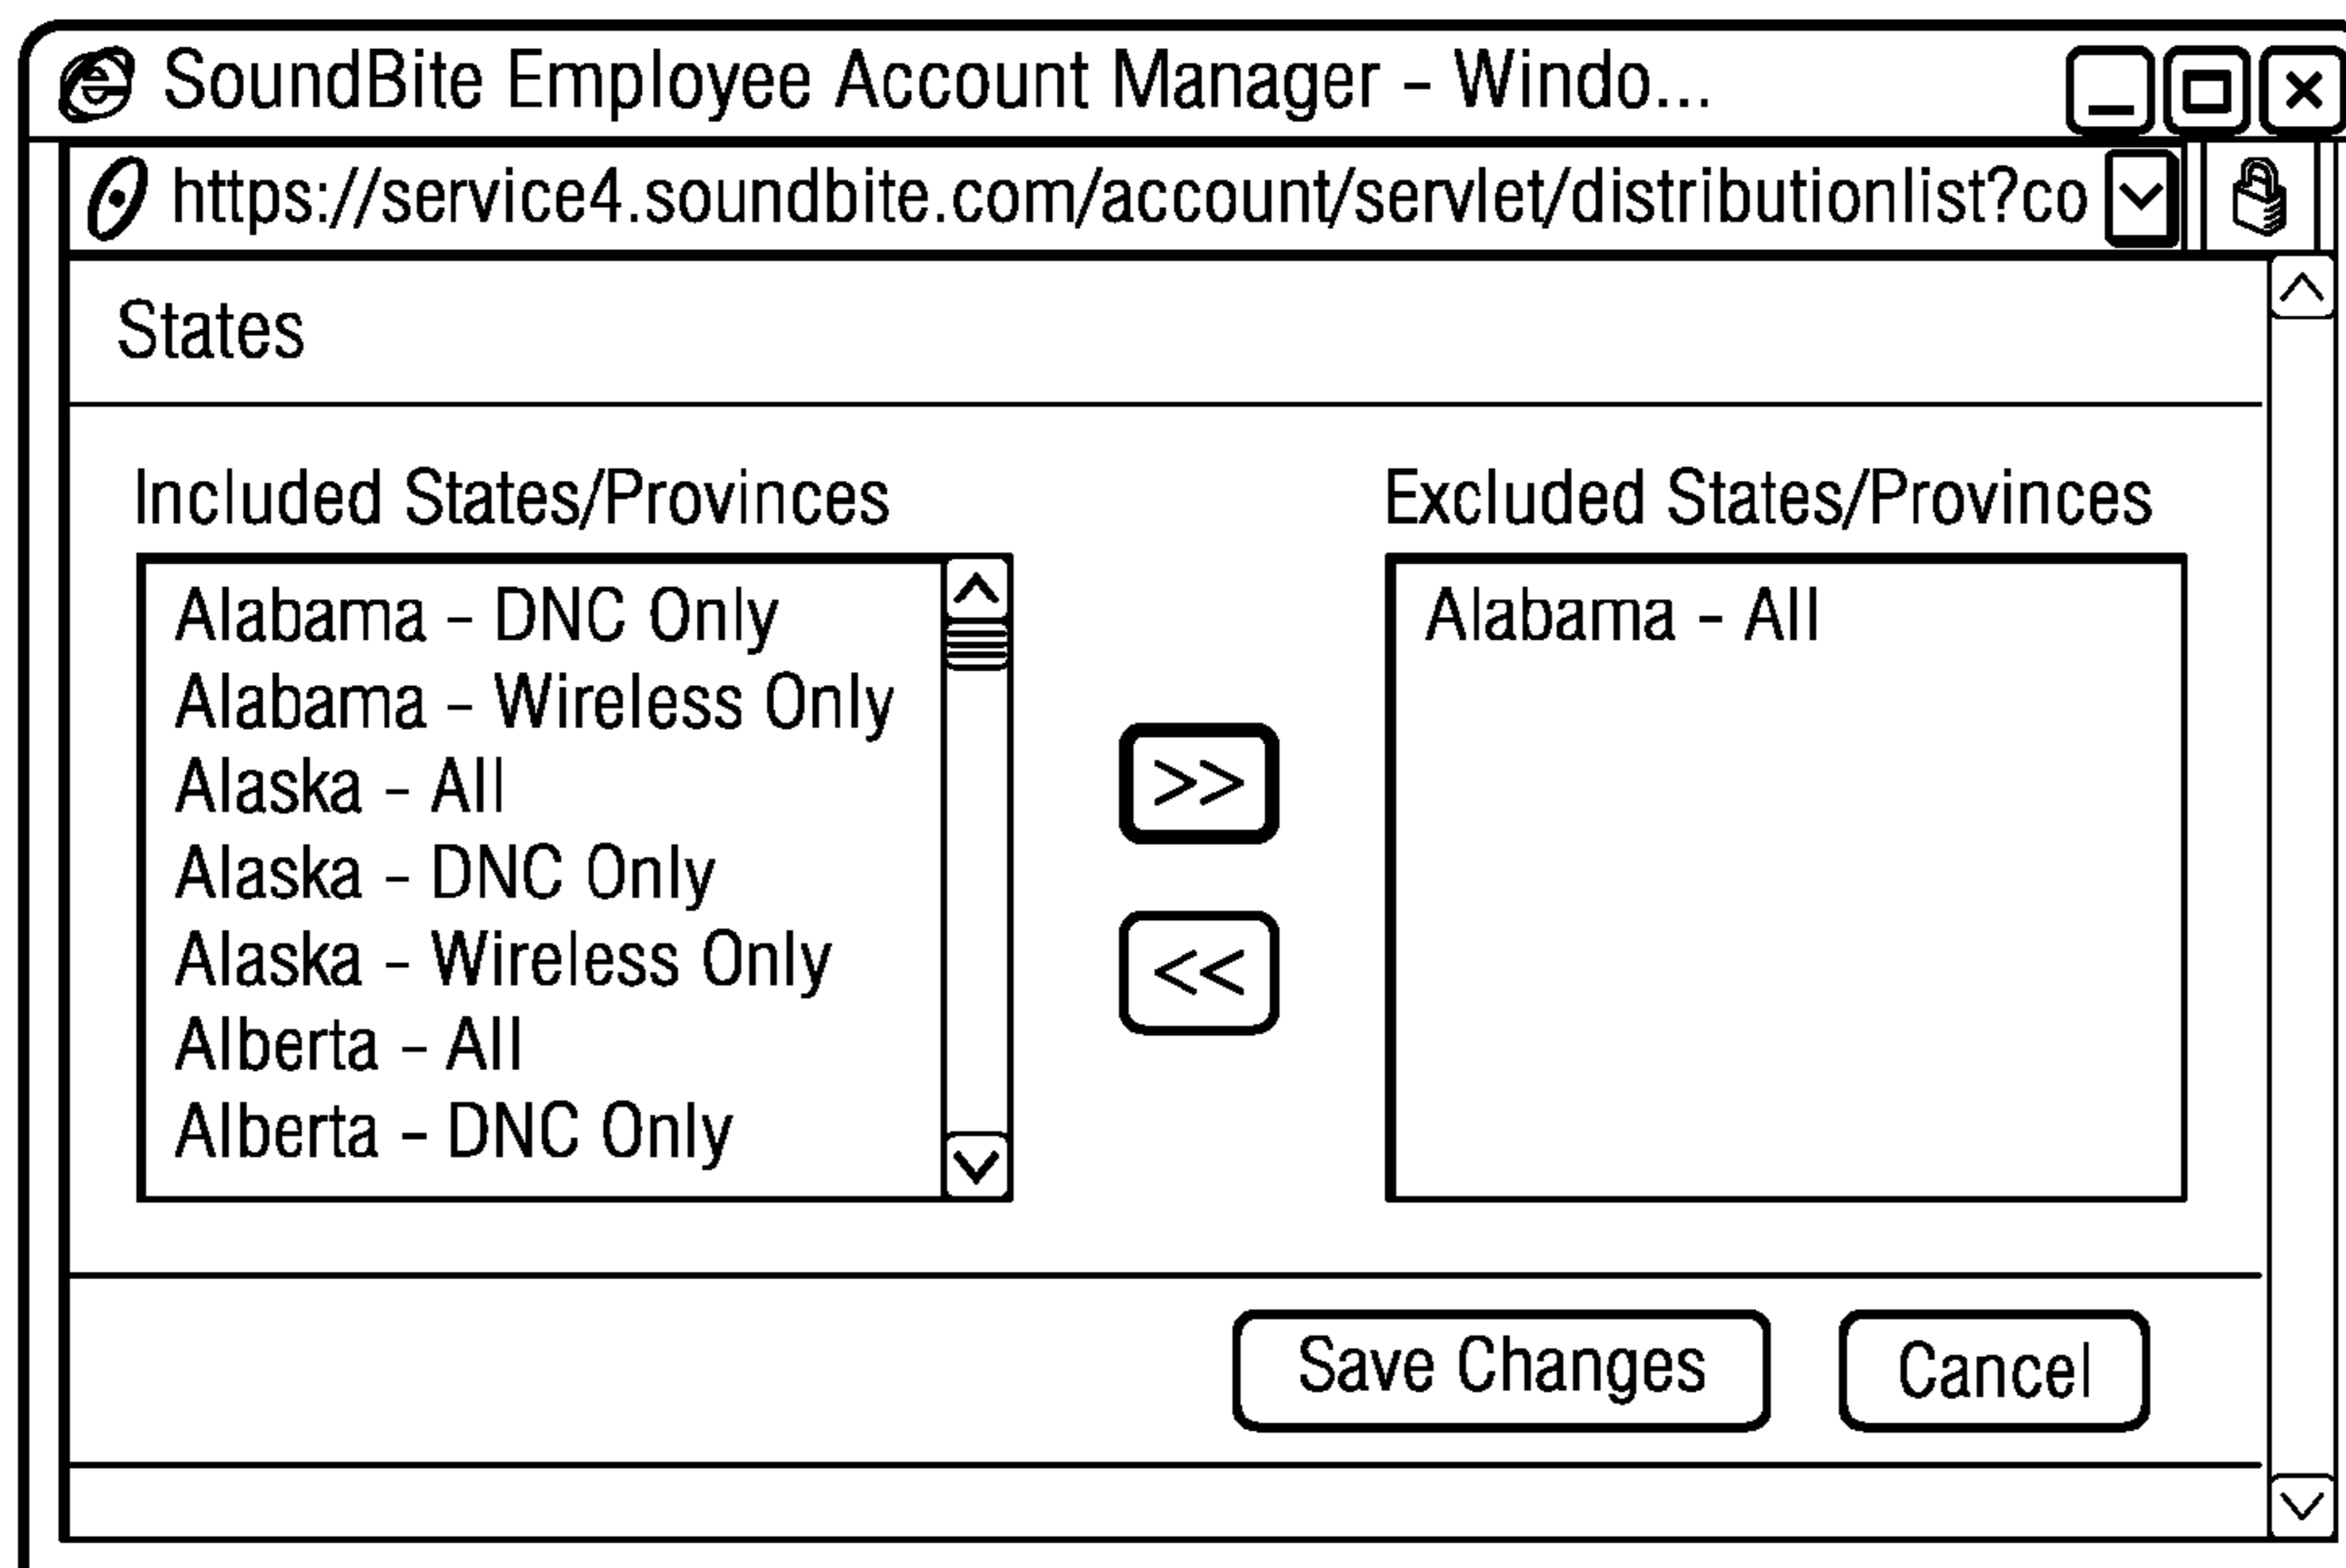 SoundBite Employee Account Manager - Windo...
https://service4.soundbite.com/account/servlet/distributionlist?co
States
Included States/Provinces
Alabama - DNC Only
Alabama - Wireless Only
Alaska - All
Alaska - DNC Only
Alaska - Wireless Only
Alberta - All
Alberta - DNC Only
>>
<<
Excluded States/Provinces
Alabama - All
Save Changes
Cancel